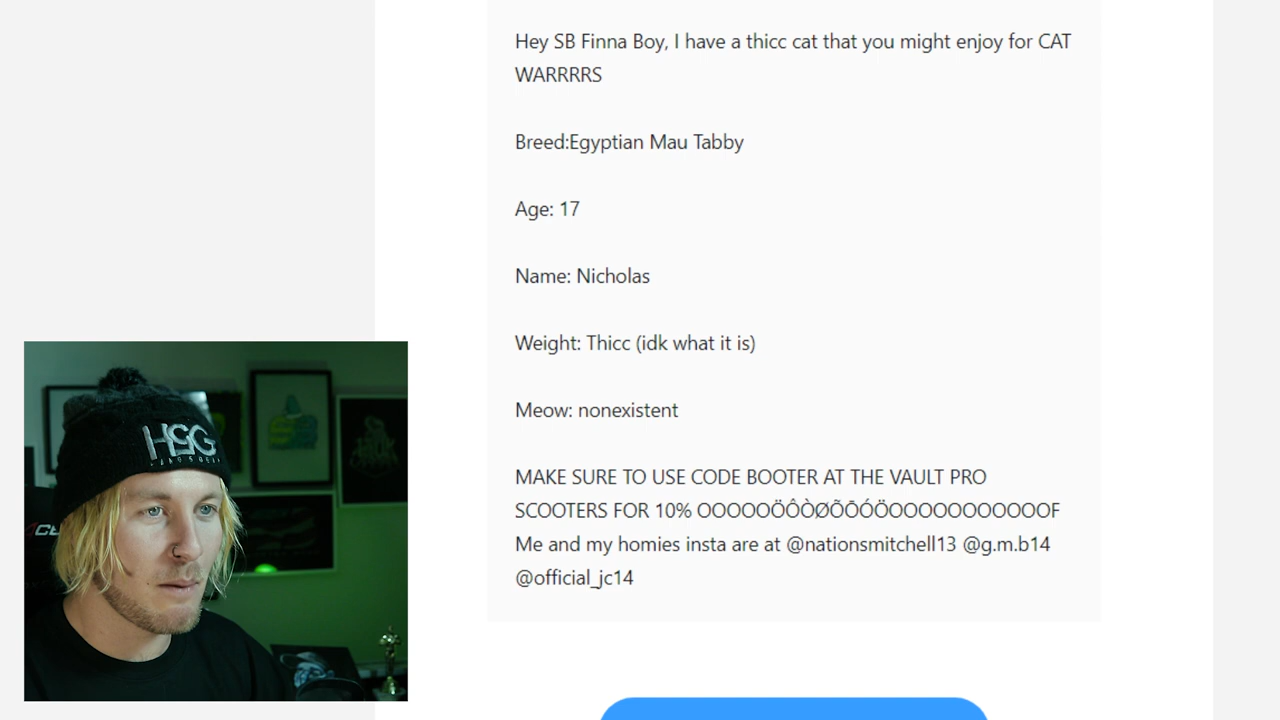 Hey SB Finna Boy, I have a thicc cat that you might enjoy for CAT
WARRRRS
Breed:Egyptian Mau Tabby
Age: 17
Name: Nicholas
Weight: Thicc (idk what it is)
Meow: nonexistent
MAKE SURE TO USE CODE BOOTER AT THE VAULT PRO
SCOOTERS FOR 10% OOOOOÖÔÒØÕŌÓÖOOOOOOOOOOOOF
Me and my homies insta are at @nationsmitchell13 @g.m.b14
@official_jc14
HSG